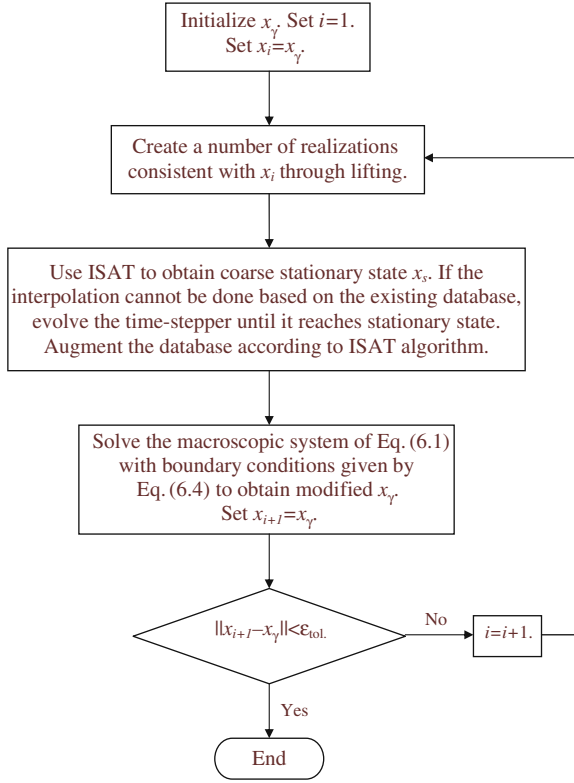 Initialize xγ. Set i=1.
Set xi=xγ.
Create a number of realizations
consistent with xi through lifting.
Use ISAT to obtain coarse stationary state xs. If the
interpolation cannot be done based on the existing database,
evolve the time-stepper until it reaches stationary state.
Augment the database according to ISAT algorithm.
Solve the macroscopic system of Eq. (6.1)
with boundary conditions given by
Eq. (6.4) to obtain modified xγ.
Set xi+1=xγ.
||xi+1–xγ||<εtol.
No
i=i+1.
Yes
End